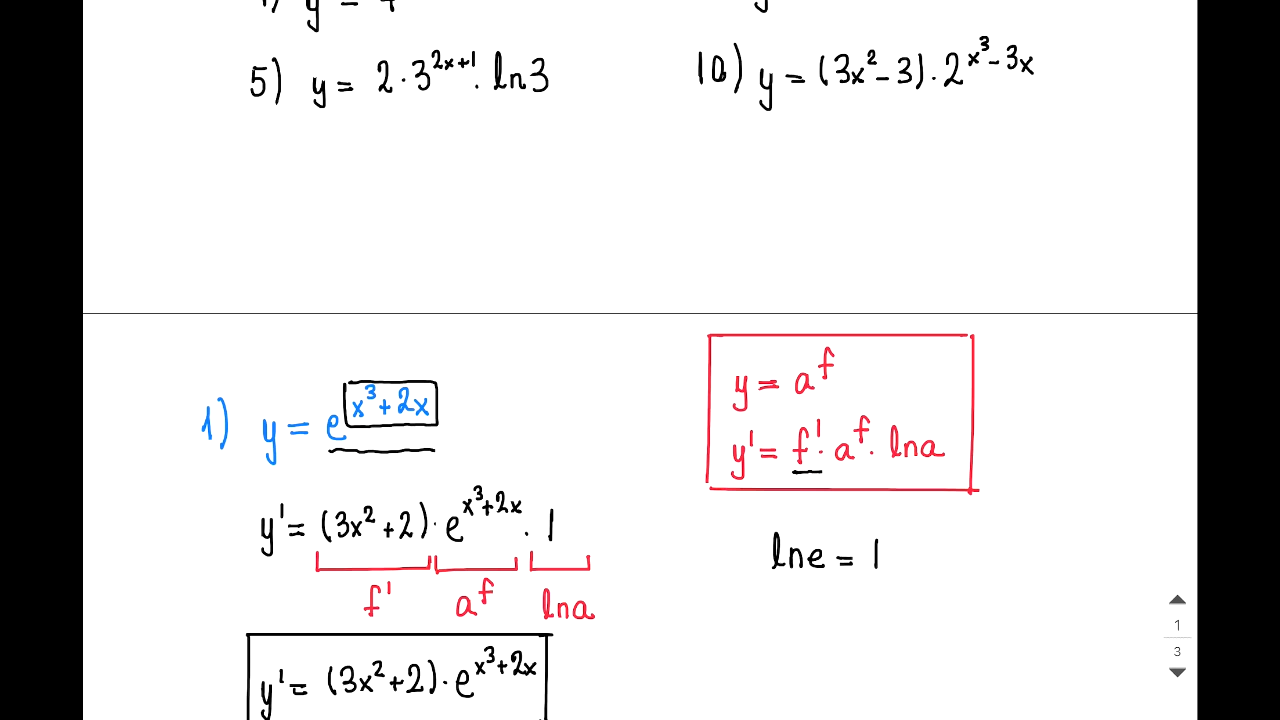 5) y = 2·3^{2x+1}·ln3
10) y = (3x²-3)·2^{x³-3x}
1) y = e^{x³+2x}
y = a^f
y' = f'·a^f·lna
y' = (3x²+2)·e^{x³+2x}·1
f' a^f lna
lne = 1
y' = (3x²+2)·e^{x³+2x}
1
3